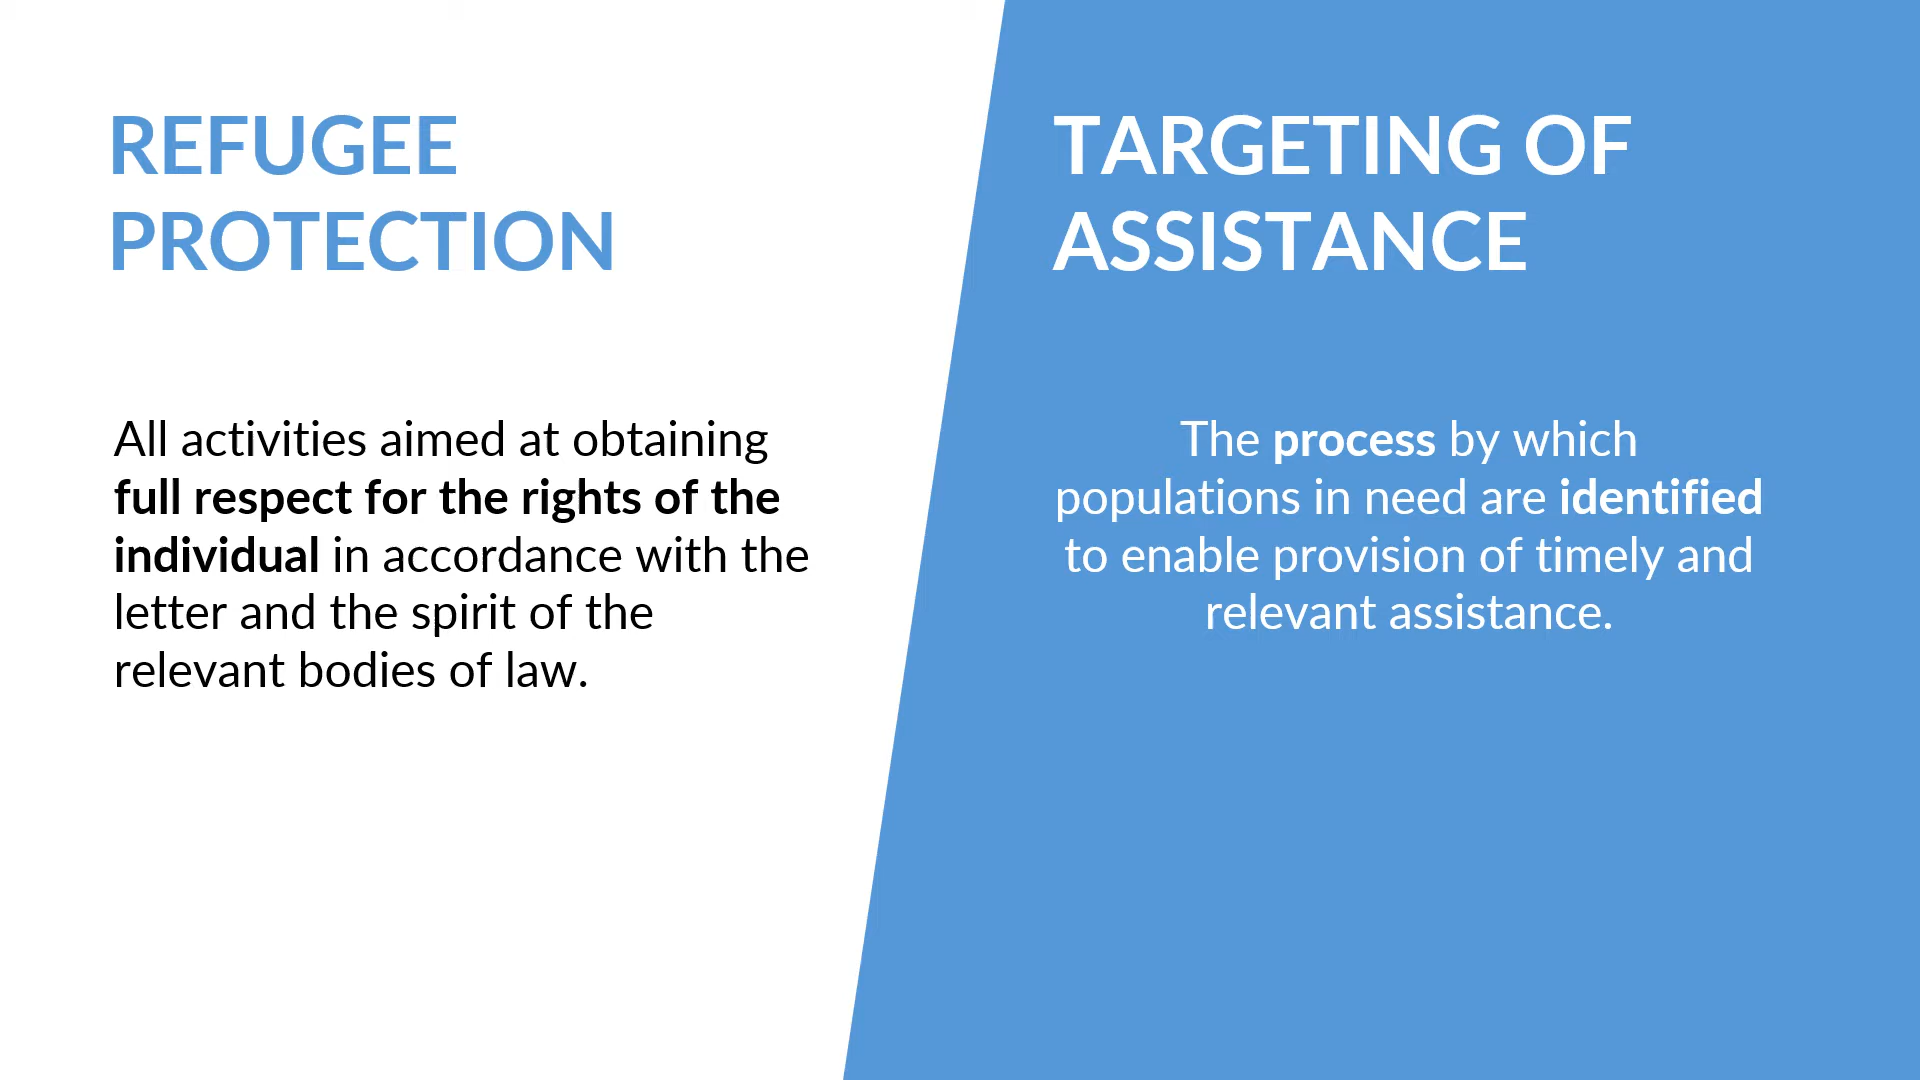 REFUGEE
PROTECTION
All activities aimed at obtaining
full respect for the rights of the
individual in accordance with the
letter and the spirit of the
relevant bodies of law.
TARGETING OF
ASSISTANCE
The process by which
populations in need are identified
to enable provision of timely and
relevant assistance.